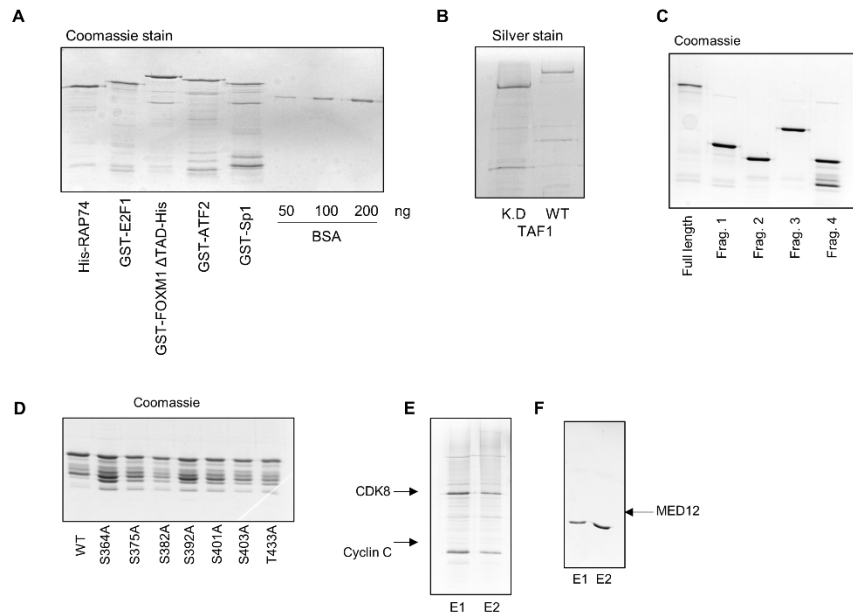 A
Coomassie stain
His-RAP74
GST-E2F1
GST-FOXM1 ΔTAD-His
GST-ATF2
GST-Sp1
50 100 200 ng
BSA
B
Silver stain
K.D WT
TAF1
C
Coomassie
Full length
Frag. 1
Frag. 2
Frag. 3
Frag. 4
D
Coomassie
WT
S364A
S375A
S382A
S392A
S401A
S403A
T433A
E
CDK8
Cyclin C
E1 E2
F
MED12
E1 E2